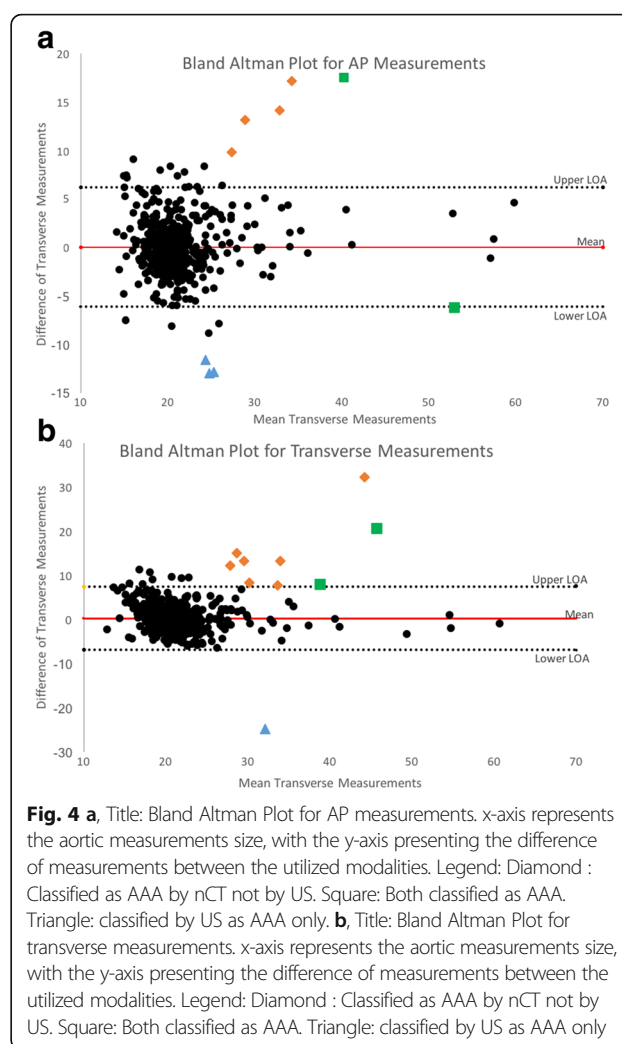 a
Bland Altman Plot for AP Measurements
Difference of Transverse Measurements
20
15
10
5
0
-5
-10
-15
Upper LOA
Mean
Lower LOA
10 20 30 40 50 60 70
Mean Transverse Measurements
b
Bland Altman Plot for Transverse Measurements
Difference of Transverse Measurements
40
30
20
10
0
-10
-20
-30
Upper LOA
Mean
Lower LOA
10 20 30 40 50 60 70
Mean Transverse Measurements
Fig. 4 a, Title: Bland Altman Plot for AP measurements. x-axis represents
the aortic measurements size, with the y-axis presenting the difference
of measurements between the utilized modalities. Legend: Diamond :
Classified as AAA by nCT not by US. Square: Both classified as AAA.
Triangle: classified by US as AAA only. b, Title: Bland Altman Plot for
transverse measurements. x-axis represents the aortic measurements size,
with the y-axis presenting the difference of measurements between the
utilized modalities. Legend: Diamond : Classified as AAA by nCT not by
US. Square: Both classified as AAA. Triangle: classified by US as AAA only